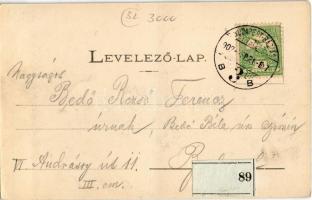 SL 3000
LEVELEZŐ-LAP.
Nagyságos
Bedő Rezső Ferencz
úrnak, Bedő Béla úr czímén
VI Andrássy út 11.
III. em.
89